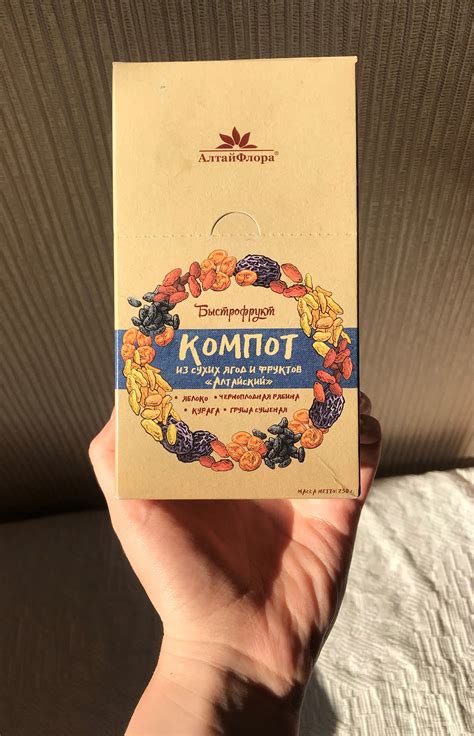 АлтайФлора®
Быстрофрукт
КОМПОТ
ИЗ СУХИХ ЯГОД И ФРУКТОВ
«АЛТАЙСКИЙ»
• ЯБЛОКО • ЧЕРНОПЛОДНАЯ РЯБИНА
• КУРАГА • ГРУША СУШЕНАЯ
МАССА НЕТТО: 250 г.